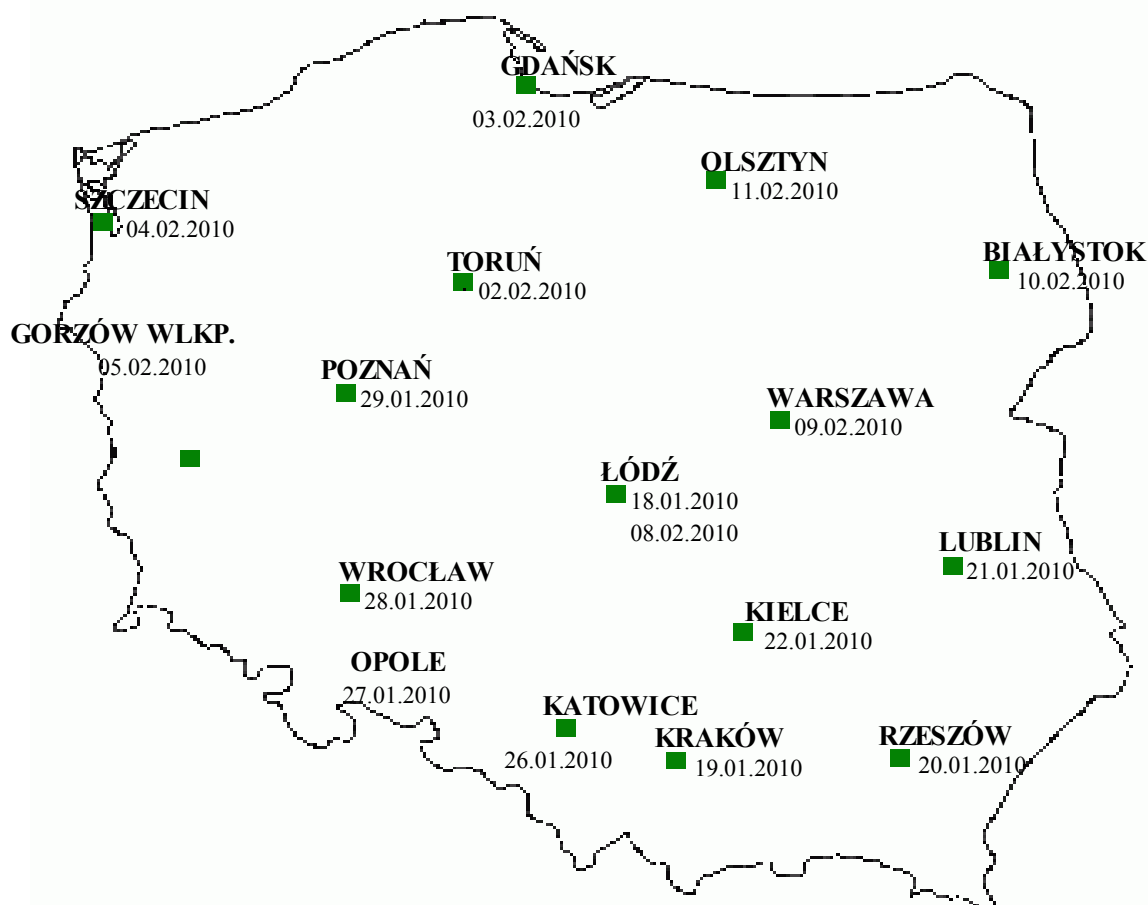 GDAŃSK
03.02.2010
OLSZTYN
11.02.2010
SZCZECIN
04.02.2010
BIAŁYSTOK
10.02.2010
TORUŃ
02.02.2010
GORZÓW WLKP.
05.02.2010
POZNAŃ
29.01.2010
WARSZAWA
09.02.2010
ŁÓDŹ
18.01.2010
08.02.2010
LUBLIN
21.01.2010
WROCŁAW
28.01.2010
KIELCE
22.01.2010
OPOLE
27.01.2010
KATOWICE
26.01.2010
KRAKÓW
19.01.2010
RZESZÓW
20.01.2010